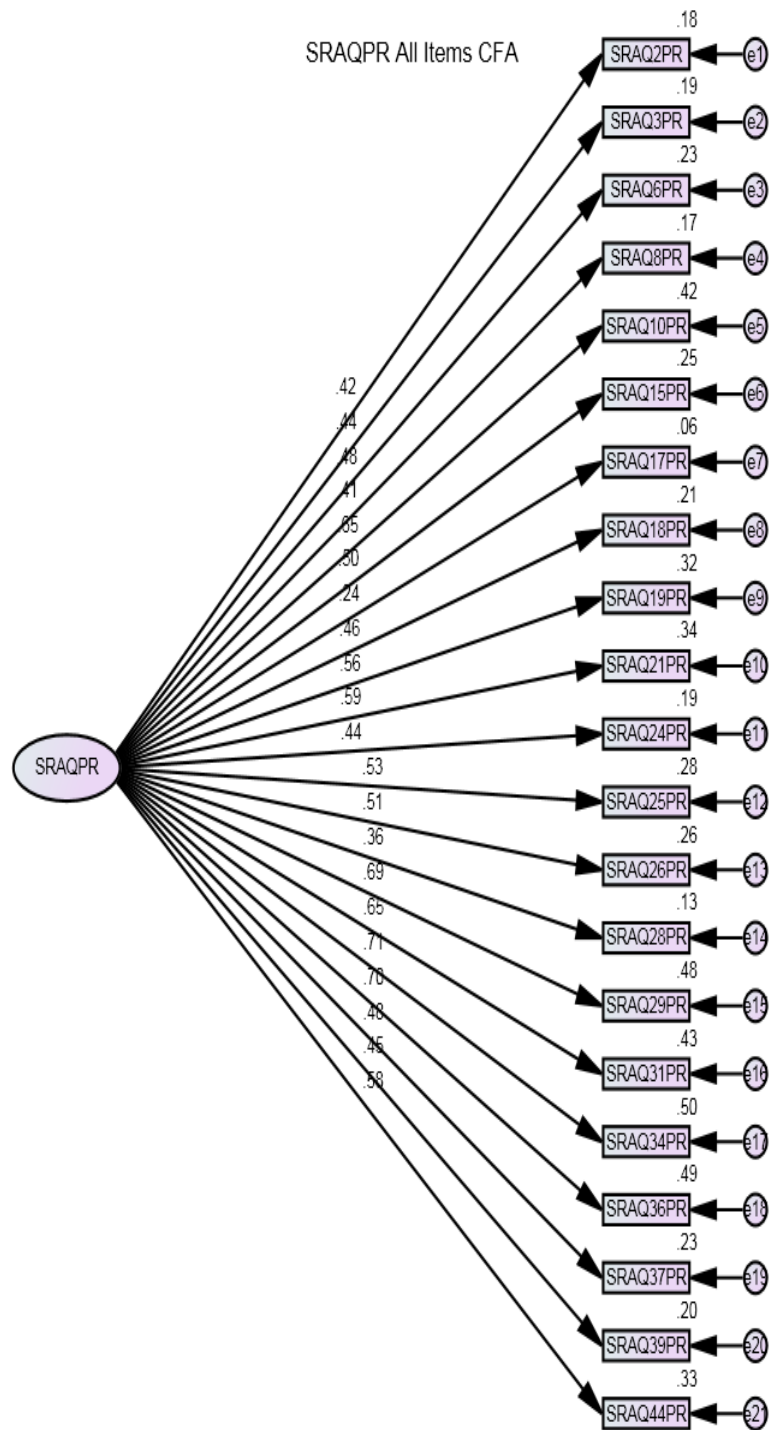 .18
SRAQPR All Items CFA
SRAQ2PR e1
.19
SRAQ3PR e2
.23
SRAQ6PR e3
.17
SRAQ8PR e4
.42
SRAQ10PR e5
.25
SRAQ15PR e6
.06
SRAQ17PR e7
.21
SRAQ18PR e8
.32
SRAQ19PR e9
.34
SRAQ21PR e10
.19
SRAQ24PR e11
.28
SRAQ25PR e12
.26
SRAQ26PR e13
.13
SRAQ28PR e14
.48
SRAQ29PR e15
.43
SRAQ31PR e16
.50
SRAQ34PR e17
.49
SRAQ36PR e18
.23
SRAQ37PR e19
.20
SRAQ39PR e20
.33
SRAQ44PR e21
.42
.44
.48
.41
.65
.50
.24
.46
.56
.59
.44
.53
.51
.36
.69
.65
.71
.70
.48
.45
.58
SRAQPR